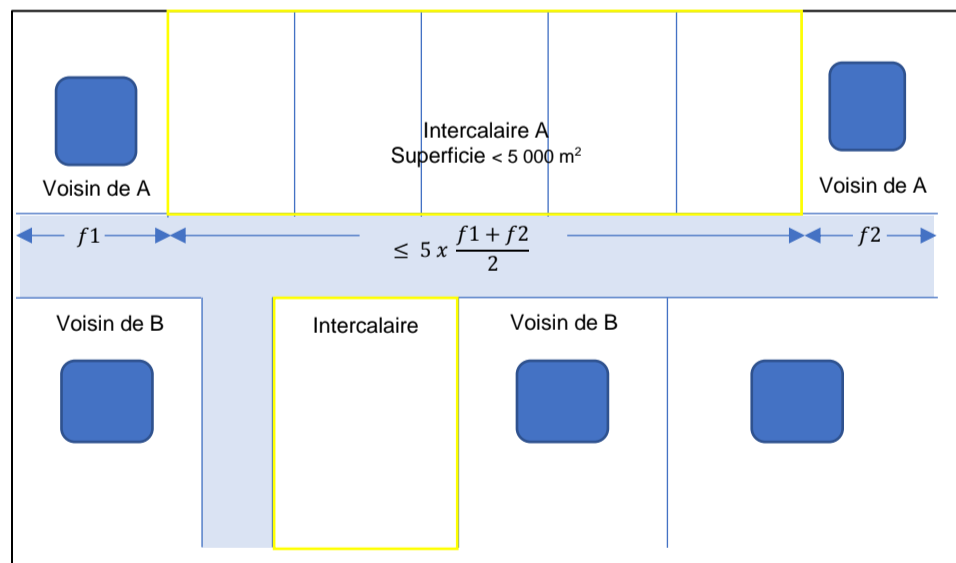 Intercalaire A
Superficie < 5 000 m²
Voisin de A
Voisin de A
f1
≤ 5 x (f1 + f2)/2
f2
Voisin de B
Intercalaire
Voisin de B